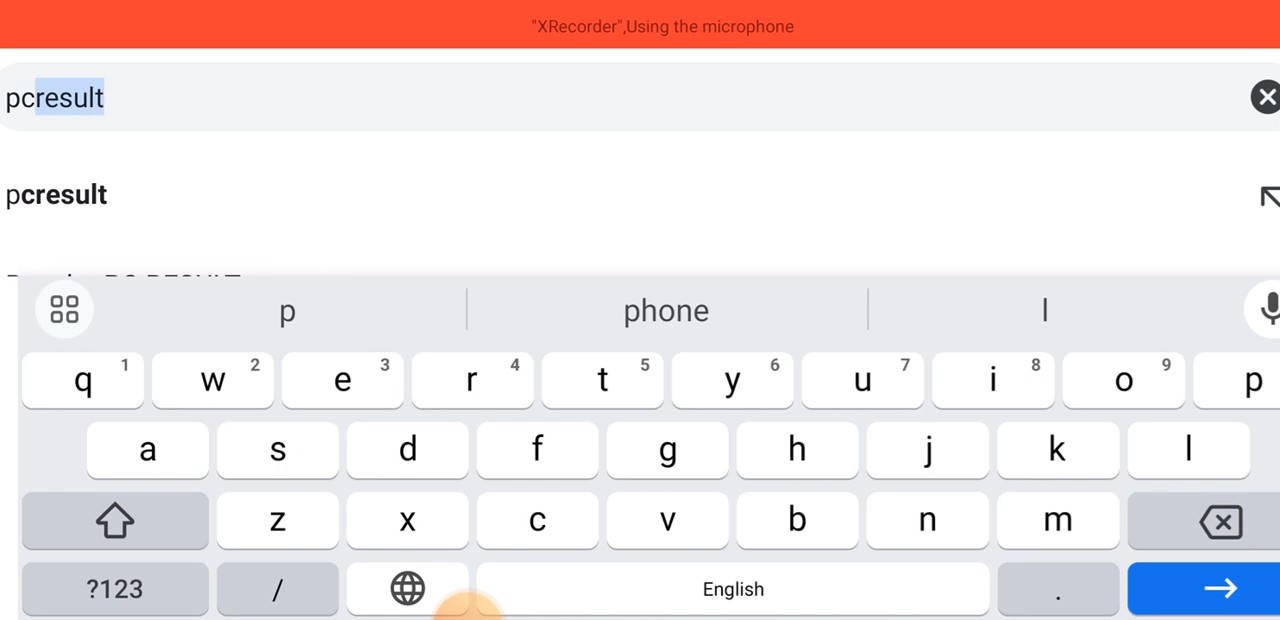 "XRecorder",Using the microphone
pcresult
pcresult
p phone l
q 1 w 2 e 3 r 4 t 5 y 6 u 7 i 8 o 9 p
a s d f g h j k l
z x c v b n m
?123 / English .